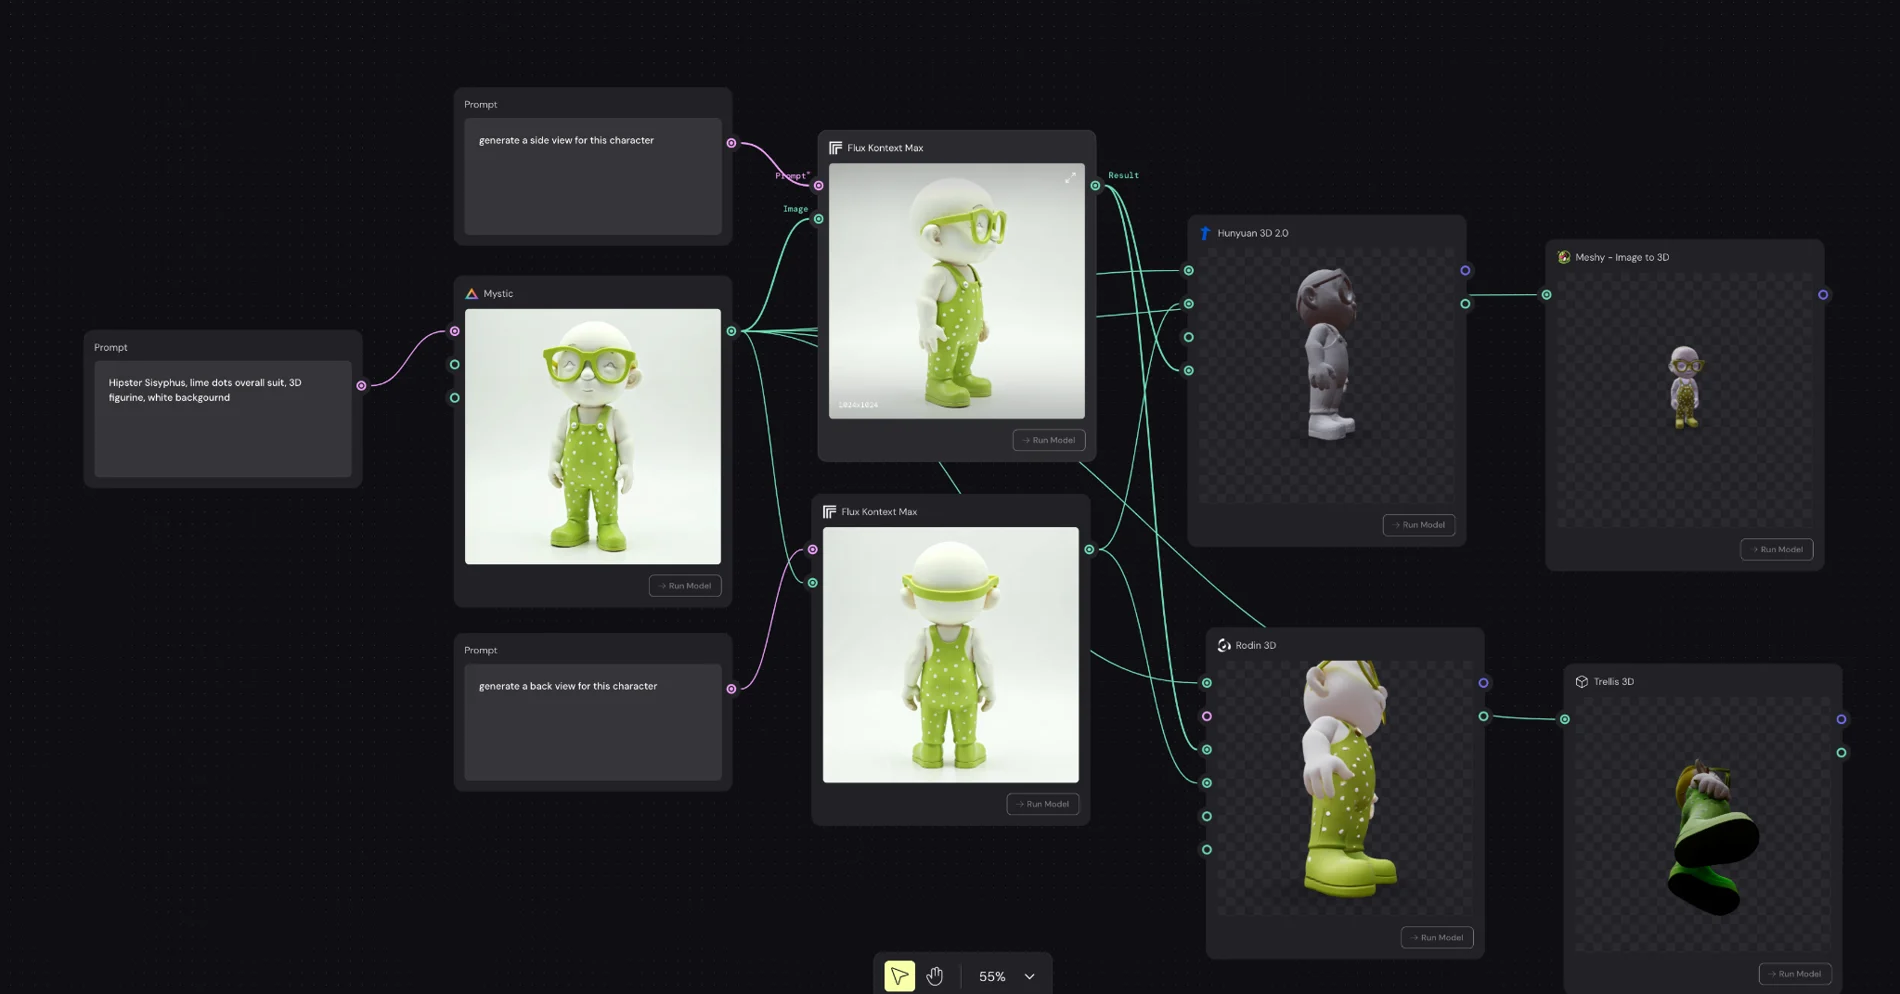 Prompt
generate a side view for this character
Flux Kontext Max
Prompt*
Image
Result
1024x1024
→ Run Model
Hunyuan 3D 2.0
→ Run Model
Meshy - Image to 3D
→ Run Model
Mystic
→ Run Model
Prompt
Hipster Sisyphus, lime dots overall suit, 3D
figurine, white backgournd
Flux Kontext Max
→ Run Model
Prompt
generate a back view for this character
Rodin 3D
→ Run Model
Trellis 3D
→ Run Model
55%